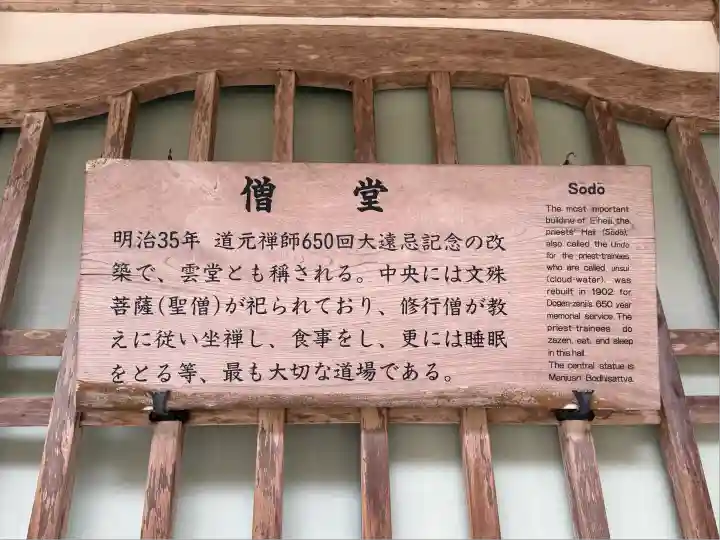 僧 堂
明治35年 道元禅師650回大遠忌記念の改
築で、雲堂とも稱される。中央には文殊
菩薩(聖僧)が祀られており、修行僧が教
えに従い坐禅し、食事をし、更には睡眠
をとる等、最も大切な道場である。
Sodō
The most important
building of Eiheiji, the
priests' Hall (Sōdō),
also called the Undo
for the priest-trainees
who are called unsui
(cloud-water), was
rebuilt in 1902 for
Dōgen-zenji's 650 year
memorial service. The
priest-trainees do
zazen, eat, and sleep
in this hall.
The central statue is
Manjusri Bodhisattva.